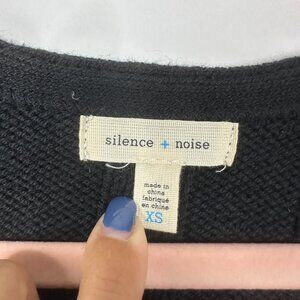 silence + noise
made in
china
fabriqué
en chine
XS